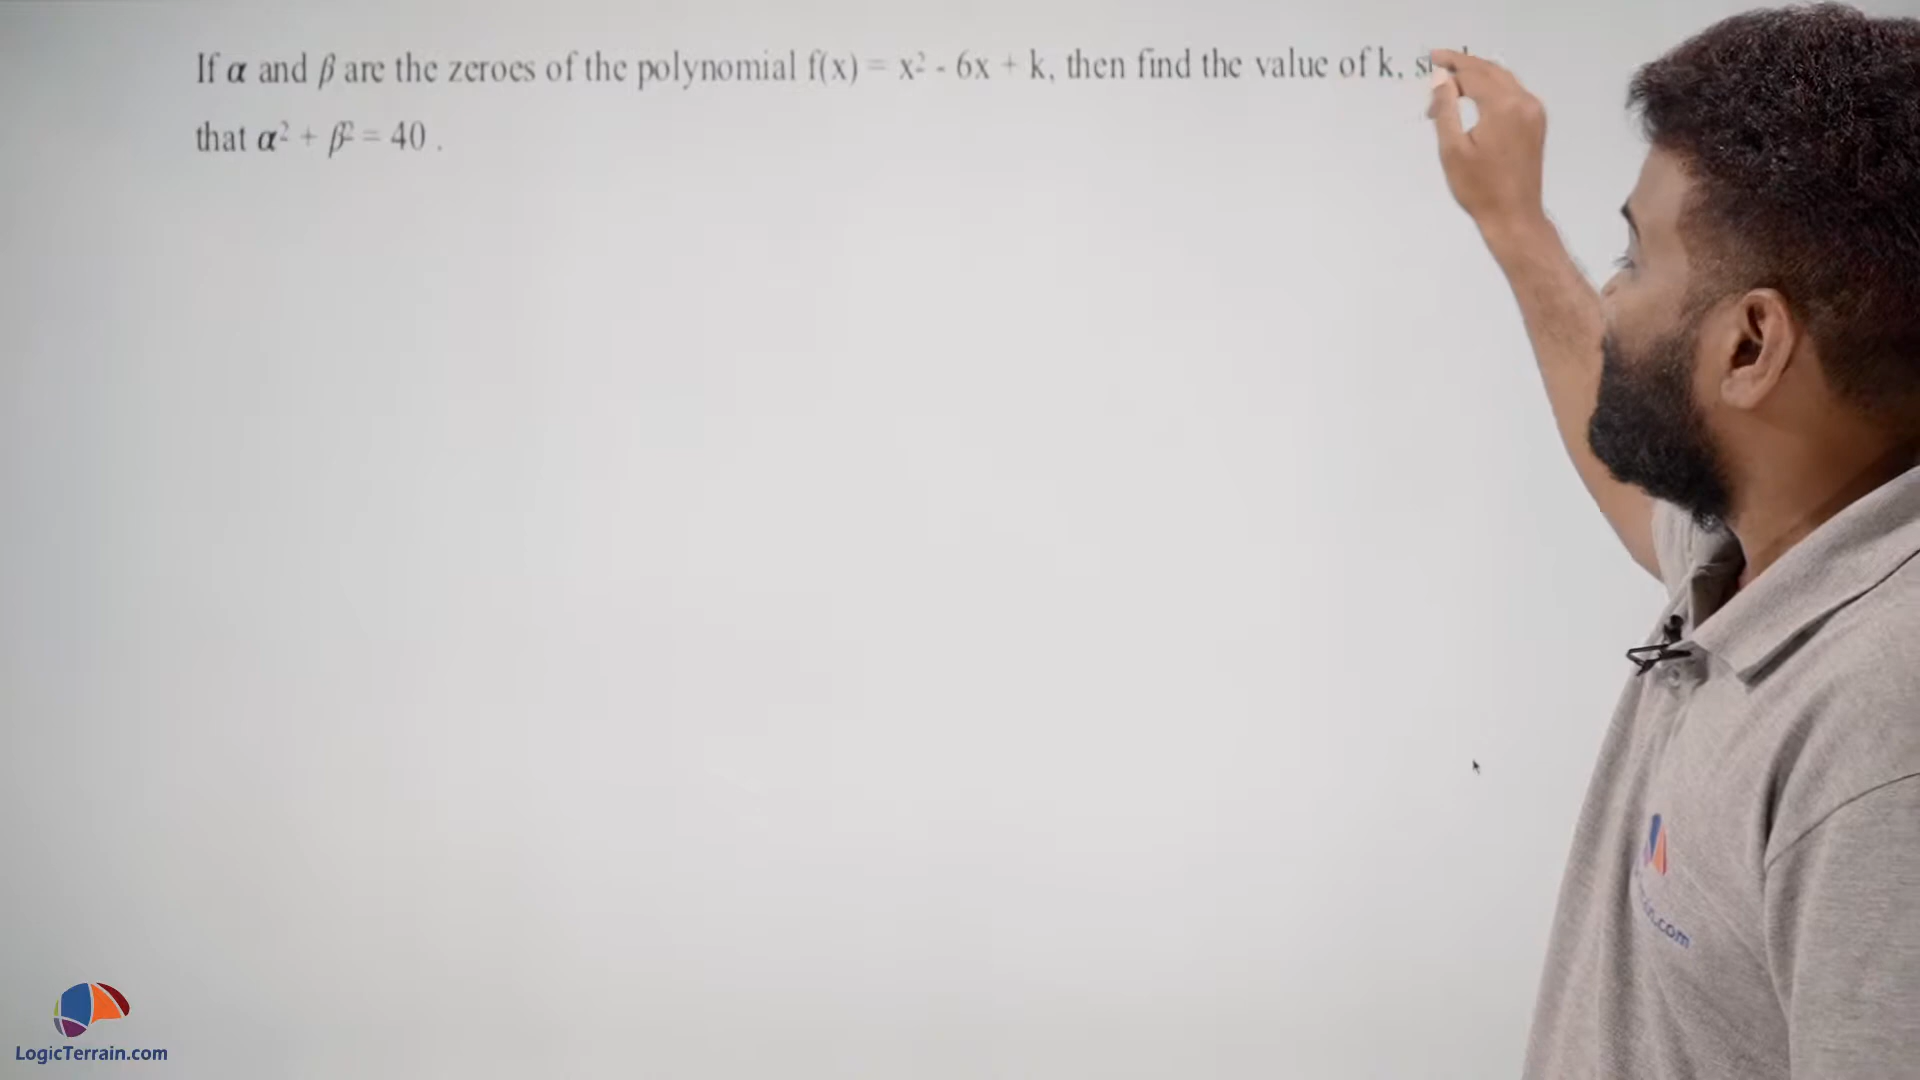 If α and β are the zeroes of the polynomial f(x) = x² - 6x + k, then find the value of k,
that α² + β² = 40 .
.com
LogicTerrain.com